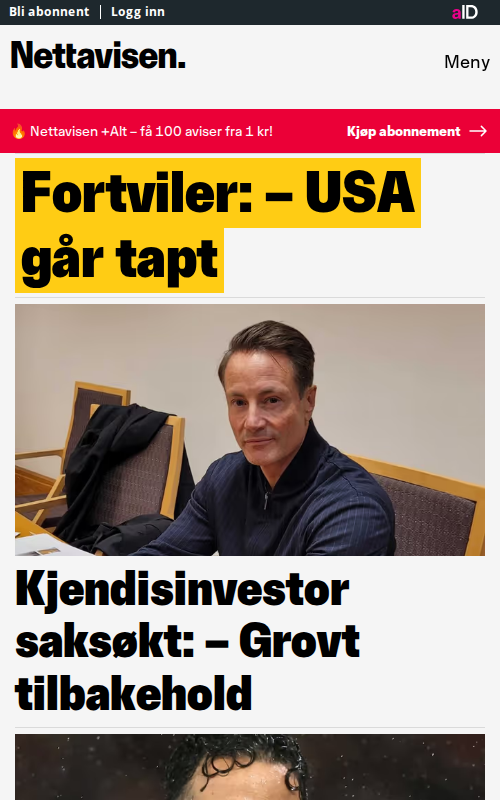 Bli abonnent | Logg inn
aID
Nettavisen.
Meny
🔥 Nettavisen +Alt – få 100 aviser fra 1 kr!
Kjøp abonnement →
Fortviler: – USA
går tapt
Kjendisinvestor
saksøkt: – Grovt
tilbakehold